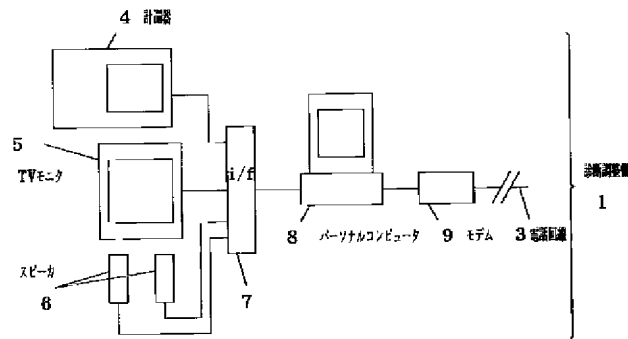 4 計測器
5
TVモニタ
i/f
スピーカ
6
7
8 パーソナルコンピュータ
9 モデム
3 電話回線
診断調整側
1